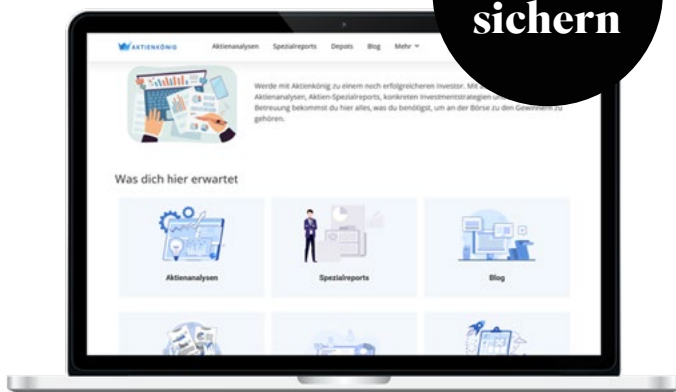 sichern
AKTIENKÖNIG Aktienanalysen Spezialreports Depots Blog Mehr
Werde mit Aktienkönig zu einem noch erfolgreicheren Investor. Mit
Aktienanalysen, Aktien-Spezialreports, konkreten Investmentstrategien
Betreuung bekommst du hier alles, was du benötigst, um an der Börse zu den Gewinnern zu
gehören.
Was dich hier erwartet
Aktienanalysen Spezialreports Blog